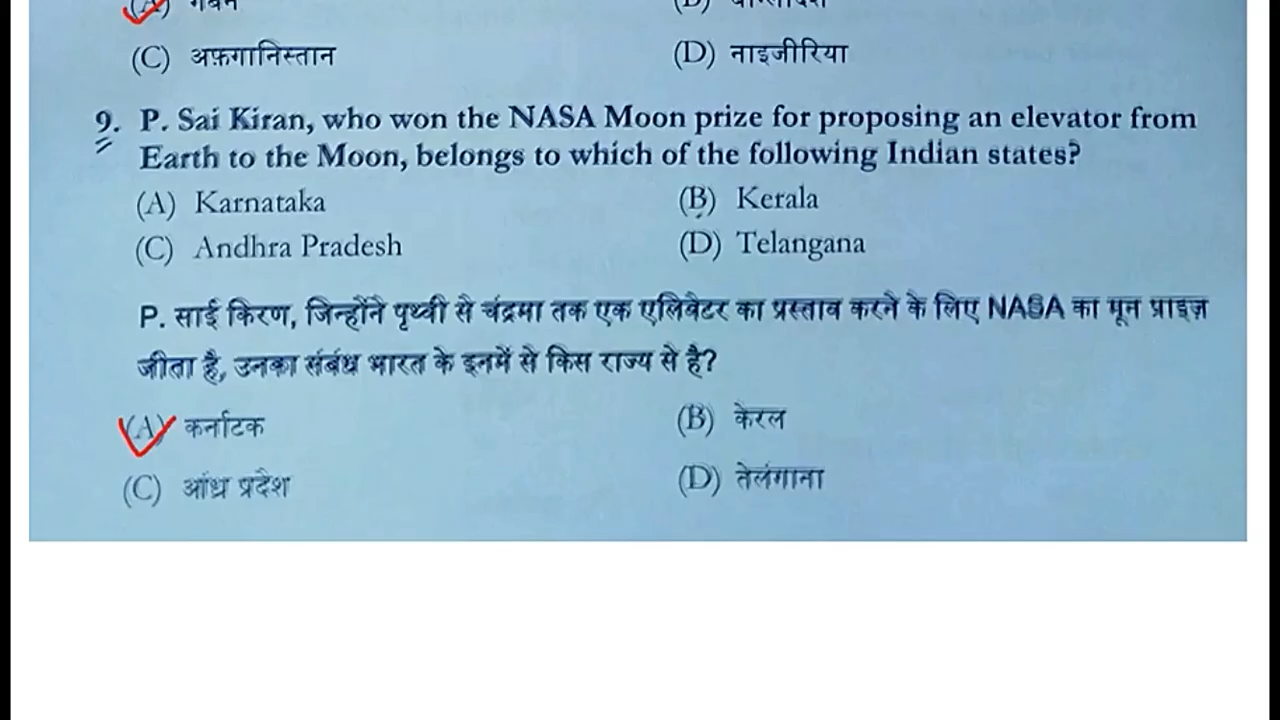 (A) गबन
(C) अफ़गानिस्तान (D) नाइजीरिया
9. P. Sai Kiran, who won the NASA Moon prize for proposing an elevator from
Earth to the Moon, belongs to which of the following Indian states?
(A) Karnataka (B) Kerala
(C) Andhra Pradesh (D) Telangana
P. साई किरण, जिन्होंने पृथ्वी से चंद्रमा तक एक एलिवेटर का प्रस्ताव करने के लिए NASA का मून प्राइज़
जीता है, उनका संबंध भारत के इनमें से किस राज्य से है?
(A) कर्नाटक (B) केरल
(C) आंध्र प्रदेश (D) तेलंगाना